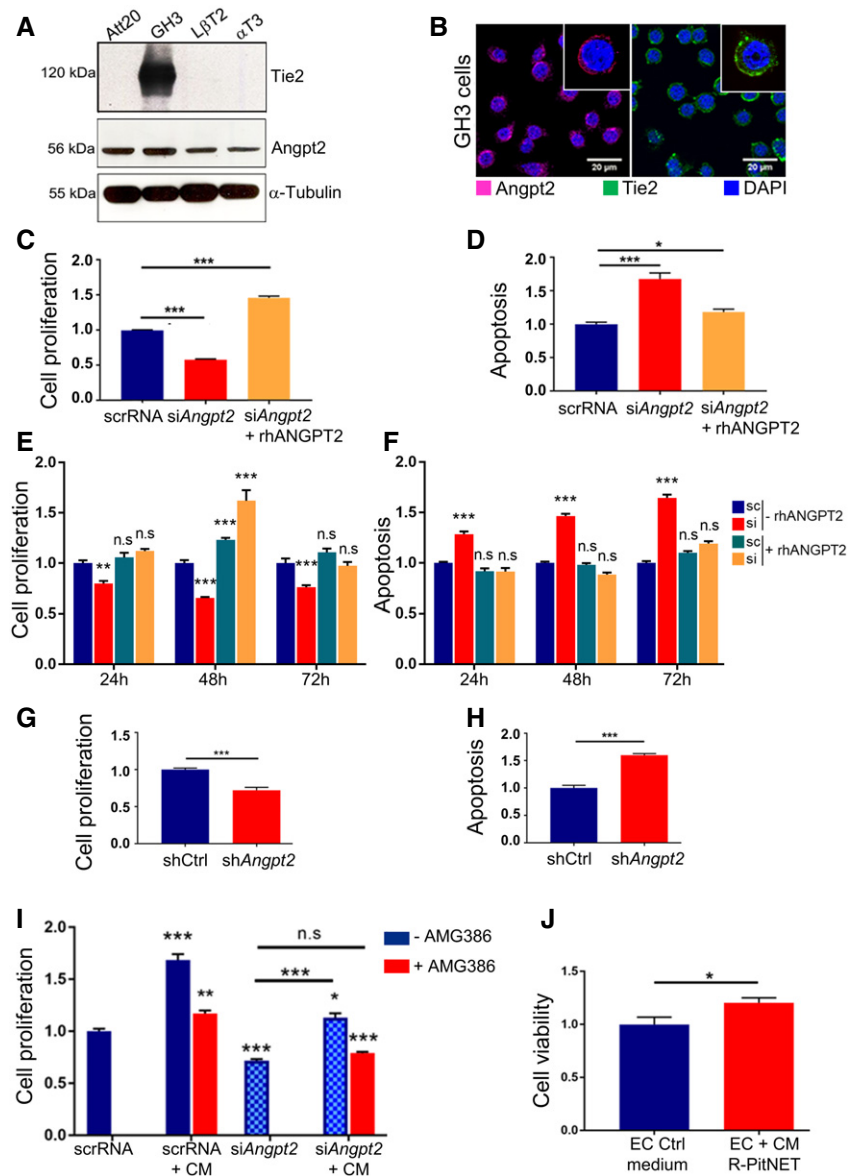 A
Att20 GH3 LβT2 αT3
120 kDa Tie2
56 kDa Angpt2
55 kDa α-Tubulin
B
GH3 cells
20 μm 20 μm
Angpt2 Tie2 DAPI
C
Cell proliferation
2.0
1.5
1.0
0.5
0.0
***
***
scrRNA siAngpt2 siAngpt2
+ rhANGPT2
D
Apoptosis
2.0
1.5
1.0
0.5
0.0
*
***
scrRNA siAngpt2 siAngpt2
+ rhANGPT2
E
Cell proliferation
2.0
1.5
1.0
0.5
0.0
** n.s n.s
*** *** ***
*** n.s n.s
24h 48h 72h
F
Apoptosis
2.0
1.5
1.0
0.5
0.0
*** n.s n.s
*** n.s n.s
*** n.s n.s
24h 48h 72h
sc
si - rhANGPT2
sc
si + rhANGPT2
G
Cell proliferation
1.5
1.0
0.5
0.0
***
shCtrl shAngpt2
H
Apoptosis
2.0
1.5
1.0
0.5
0.0
***
shCtrl shAngpt2
I
Cell proliferation
2.0
1.5
1.0
0.5
0.0
*** ** *** * ***
n.s
***
- AMG386
+ AMG386
scrRNA scrRNA siAngpt2 siAngpt2
+ CM + CM
J
Cell viability
1.5
1.0
0.5
0.0
*
EC Ctrl EC + CM
medium R-PitNET